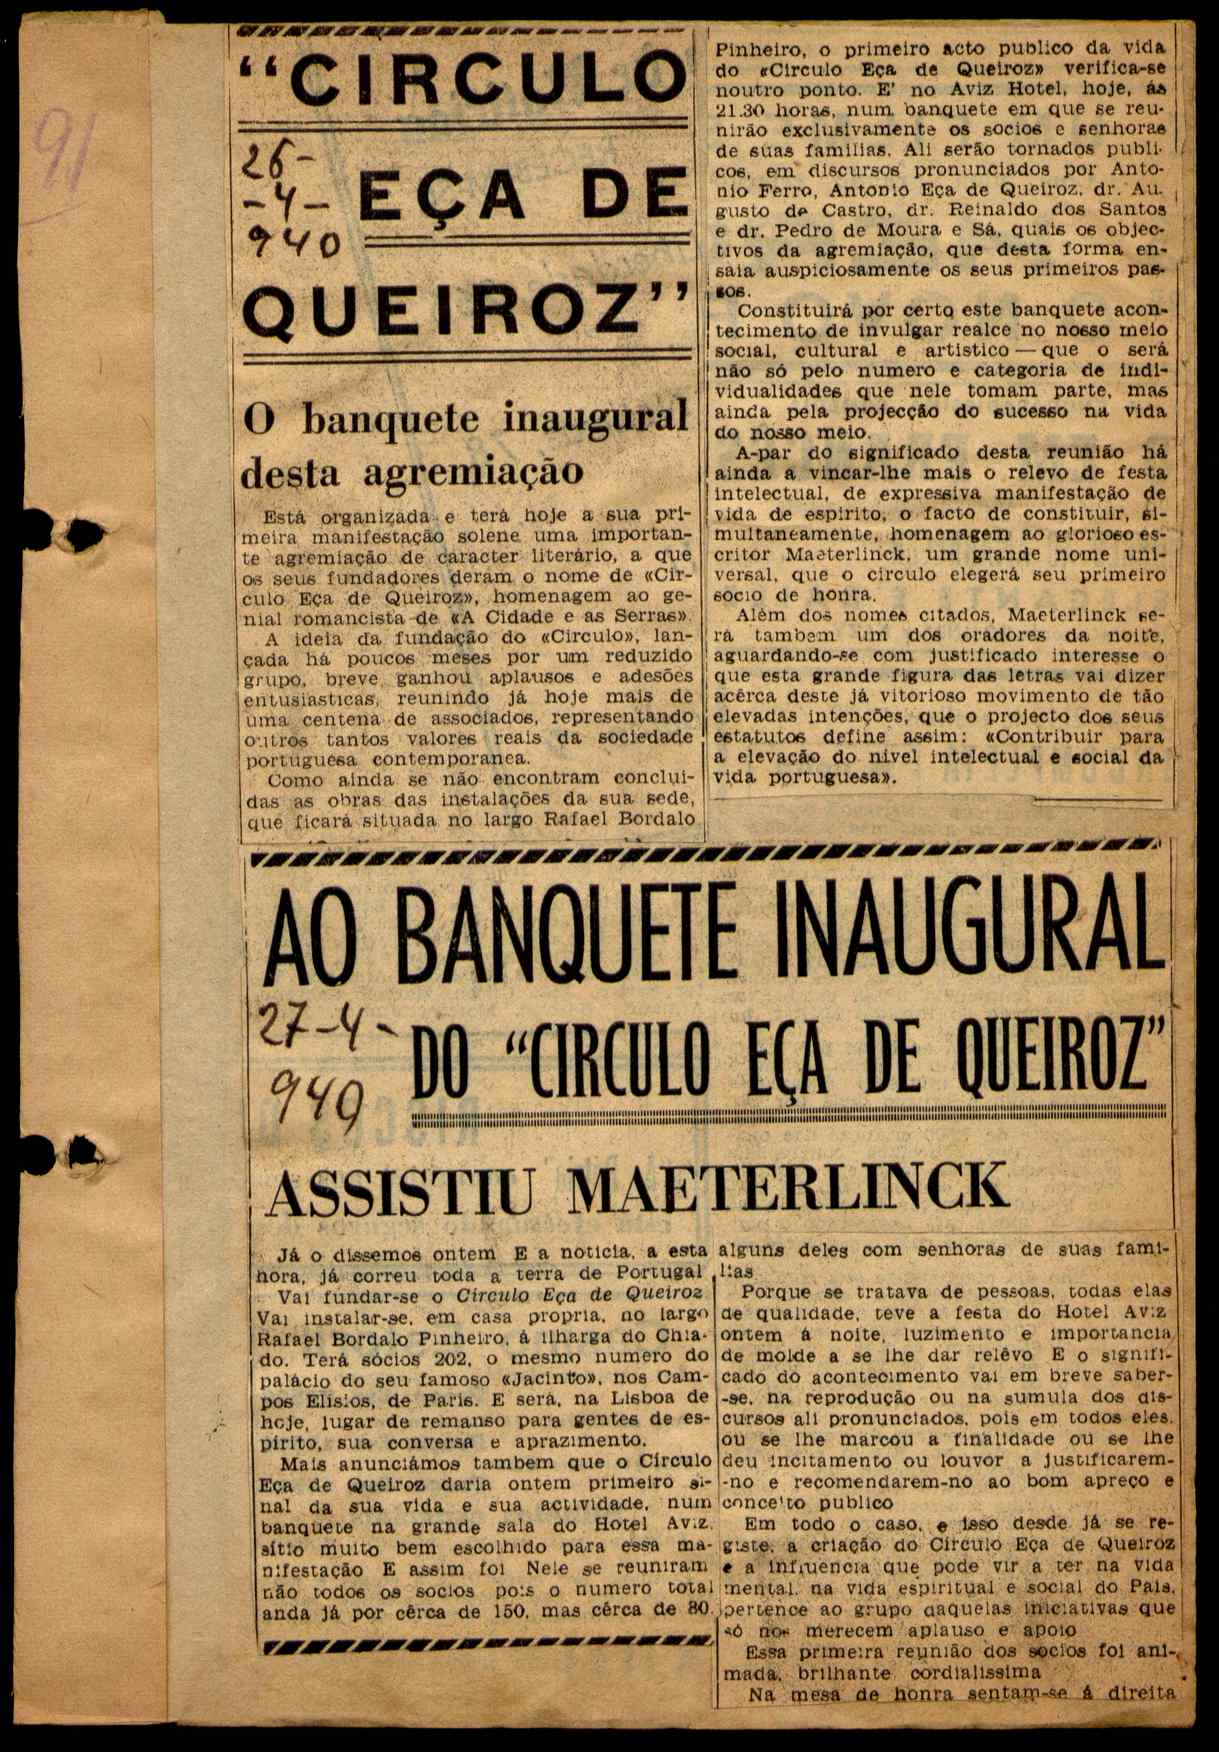 91
"CIRCULO
26-
-4-
940
EÇA DE
QUEIROZ"
O banquete inaugural
desta agremiação
Está organizada e terá hoje a sua pri-
meira manifestação solene uma importan-
te agremiação de caracter literário, a que
os seus fundadores deram o nome de «Cir-
culo Eça de Queiroz», homenagem ao ge-
nial romancista de «A Cidade e as Serras».
A ideia da fundação do «Circulo», lan-
çada há poucos meses por um reduzido
grupo, breve ganhou aplausos e adesões
entusiasticas, reunindo já hoje mais de
uma centena de associados, representando
outros tantos valores reais da sociedade
portuguesa contemporanea.
Como ainda se não encontram conclui-
das as obras das instalações da sua sede,
que ficará situada no largo Rafael Bordalo
Pinheiro, o primeiro acto publico da vida
do «Circulo Eça de Queiroz» verifica-se
noutro ponto. E' no Aviz Hotel, hoje, ás
21.30 horas, num banquete em que se reu-
nirão exclusivamente os socios e senhoras
de suas familias. Ali serão tornados publi-
cos, em discursos pronunciados por Anto-
nio Ferro, Antonio Eça de Queiroz, dr. Au-
gusto de Castro, dr. Reinaldo dos Santos
e dr. Pedro de Moura e Sá, quais os objec-
tivos da agremiação, que desta forma en-
saia auspiciosamente os seus primeiros pas-
sos.
Constituirá por certo este banquete acon-
tecimento de invulgar realce no nosso meio
social, cultural e artistico — que o será
não só pelo numero e categoria de indi-
vidualidades que nele tomam parte, mas
ainda pela projecção do sucesso na vida
do nosso meio.
A-par do significado desta reunião há
ainda a vincar-lhe mais o relevo de festa
intelectual, de expressiva manifestação de
vida de espirito, o facto de constituir, si-
multaneamente, homenagem ao glorioso es-
critor Maeterlinck, um grande nome uni-
versal, que o circulo elegerá seu primeiro
socio de honra.
Além dos nomes citados, Maeterlinck se-
rá tambem um dos oradores da noite,
aguardando-se com justificado interesse o
que esta grande figura das letras vai dizer
acêrca deste já vitorioso movimento de tão
elevadas intenções, que o projecto dos seus
estatutos define assim: «Contribuir para
a elevação do nivel intelectual e social da
vida portuguesa».
AO BANQUETE INAUGURAL
27-4-
940
DO "CIRCULO EÇA DE QUEIROZ"
ASSISTIU MAETERLINCK
Já o dissemos ontem E a noticia, a esta
hora, já correu toda a terra de Portugal
Vai fundar-se o Circulo Eça de Queiroz
Vai instalar-se, em casa propria, no largo
Rafael Bordalo Pinheiro, á ilharga do Chia-
do. Terá sócios 202, o mesmo numero do
palácio do seu famoso «Jacinto», nos Cam-
pos Elisios, de Paris. E será, na Lisboa de
hoje, lugar de remanso para gentes de es-
pírito, sua conversa e aprazimento.
Mais anunciámos tambem que o Círculo
Eça de Queiroz daria ontem primeiro si-
nal da sua vida e sua actividade, num
banquete na grande sala do Hotel Aviz,
sítio muito bem escolhido para essa ma-
nifestação E assim foi Nele se reuniram
não todos os socios pois o numero total
anda já por cêrca de 150, mas cêrca de 80,
alguns deles com senhoras de suas fami-
lias
Porque se tratava de pessoas, todas elas
de qualidade, teve a festa do Hotel Aviz
ontem á noite, luzimento e importancia
de molde a se lhe dar relêvo E o signifi-
cado do acontecimento vai em breve saber-
-se, na reprodução ou na sumula dos dis-
cursos ali pronunciados, pois em todos eles,
ou se lhe marcou a finalidade ou se lhe
deu incitamento ou louvor a justificarem-
-no e recomendarem-no ao bom apreço e
conceito publico
Em todo o caso, e isso desde já se re-
giste, a criação do Círculo Eça de Queiroz
e a influencia que pode vir a ter na vida
mental, na vida espiritual e social do Pais,
pertence ao grupo daquelas iniciativas que
só nos merecem aplauso e apoio
Essa primeira reunião dos socios foi ani-
mada, brilhante cordialissima
Na mesa de honra sentam-se á direita